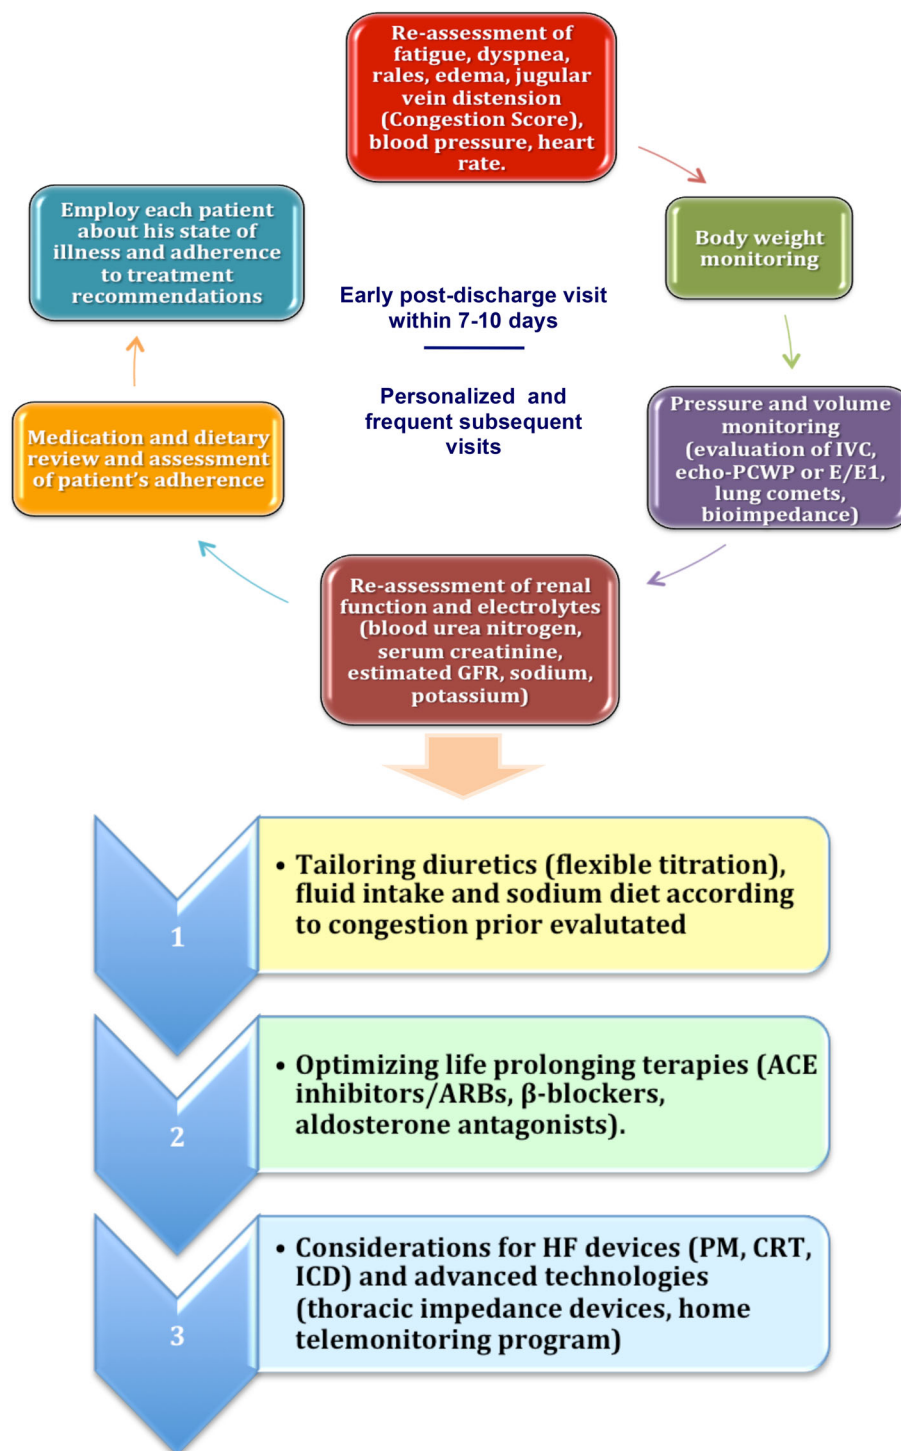 Re-assessment of
fatigue, dyspnea,
rales, edema, jugular
vein distension
(Congestion Score),
blood pressure, heart
rate.
Body weight
monitoring
Pressure and volume
monitoring
(evaluation of IVC,
echo-PCWP or E/E1,
lung comets,
bioimpedance)
Re-assessment of renal
function and electrolytes
(blood urea nitrogen,
serum creatinine,
estimated GFR, sodium,
potassium)
Medication and dietary
review and assessment
of patient's adherence
Employ each patient
about his state of
illness and adherence
to treatment
recommendations
Early post-discharge visit
within 7-10 days
Personalized and
frequent subsequent
visits
1
• Tailoring diuretics (flexible titration),
fluid intake and sodium diet according
to congestion prior evalutated
2
• Optimizing life prolonging terapies (ACE
inhibitors/ARBs, β-blockers,
aldosterone antagonists).
3
• Considerations for HF devices (PM, CRT,
ICD) and advanced technologies
(thoracic impedance devices, home
telemonitoring program)